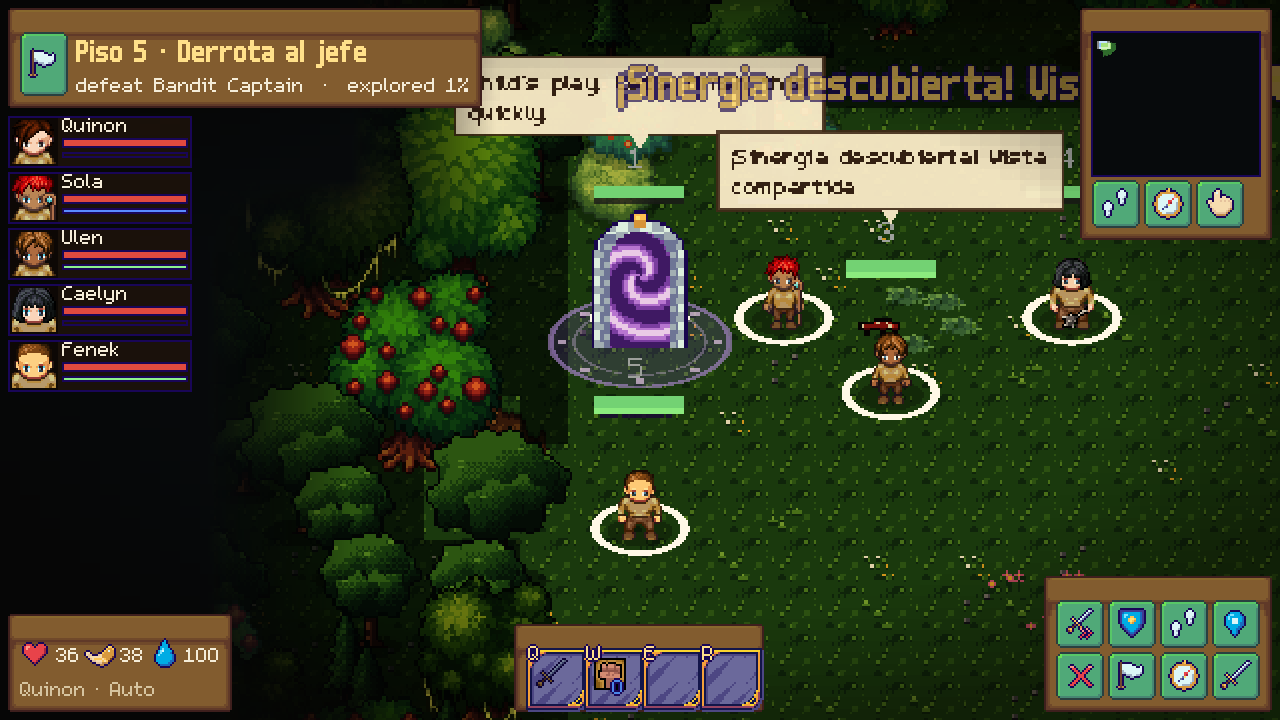 Piso 5 · Derrota al jefe
defeat Bandit Captain · explored 1%
quickly.
¡Sinergia descubierta! Vis
¡Sinergia descubierta! Vista
compartida
Quinon
Sola
Ulen
Caelyn
Fenek
1
3
4
5
36 38 100
Quinon · Auto
Q W E R
0